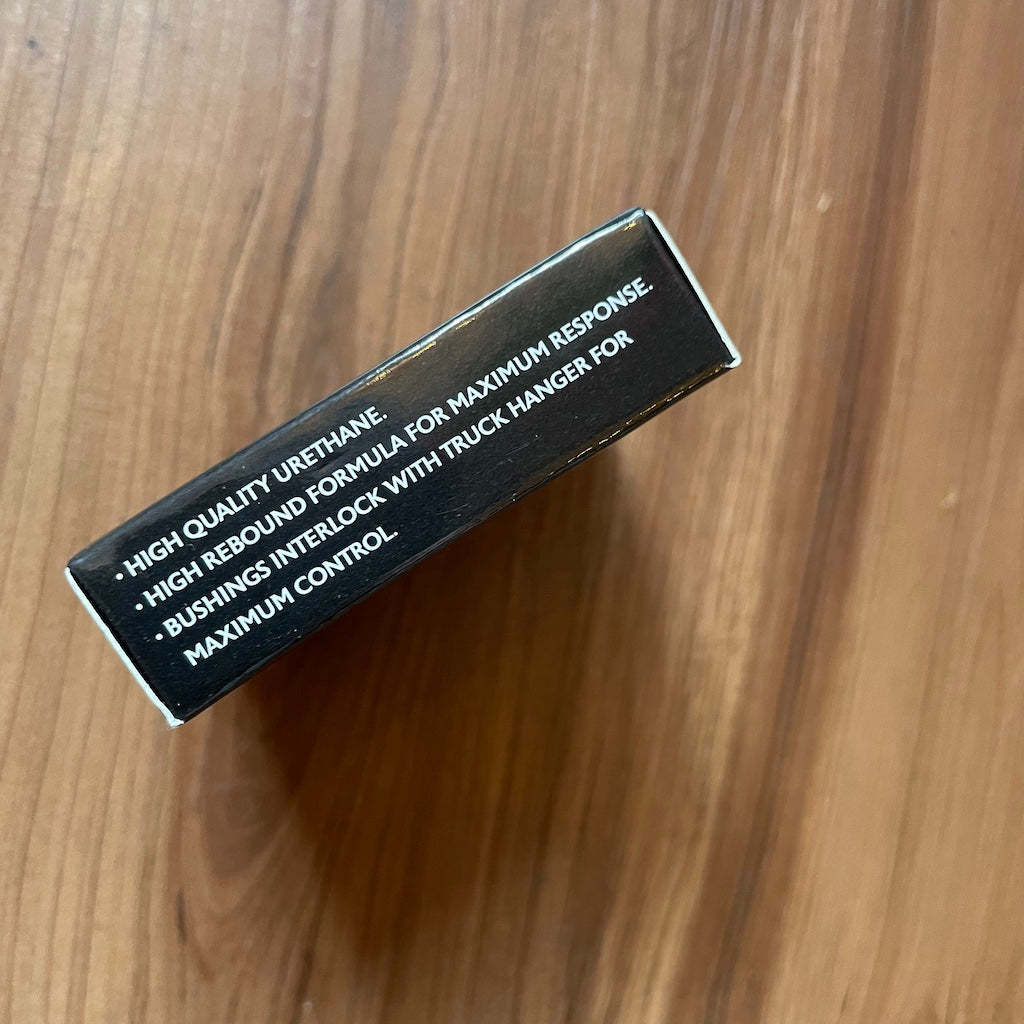 • HIGH QUALITY URETHANE.
• HIGH REBOUND FORMULA FOR MAXIMUM RESPONSE.
• BUSHINGS INTERLOCK WITH TRUCK HANGER FOR
MAXIMUM CONTROL.